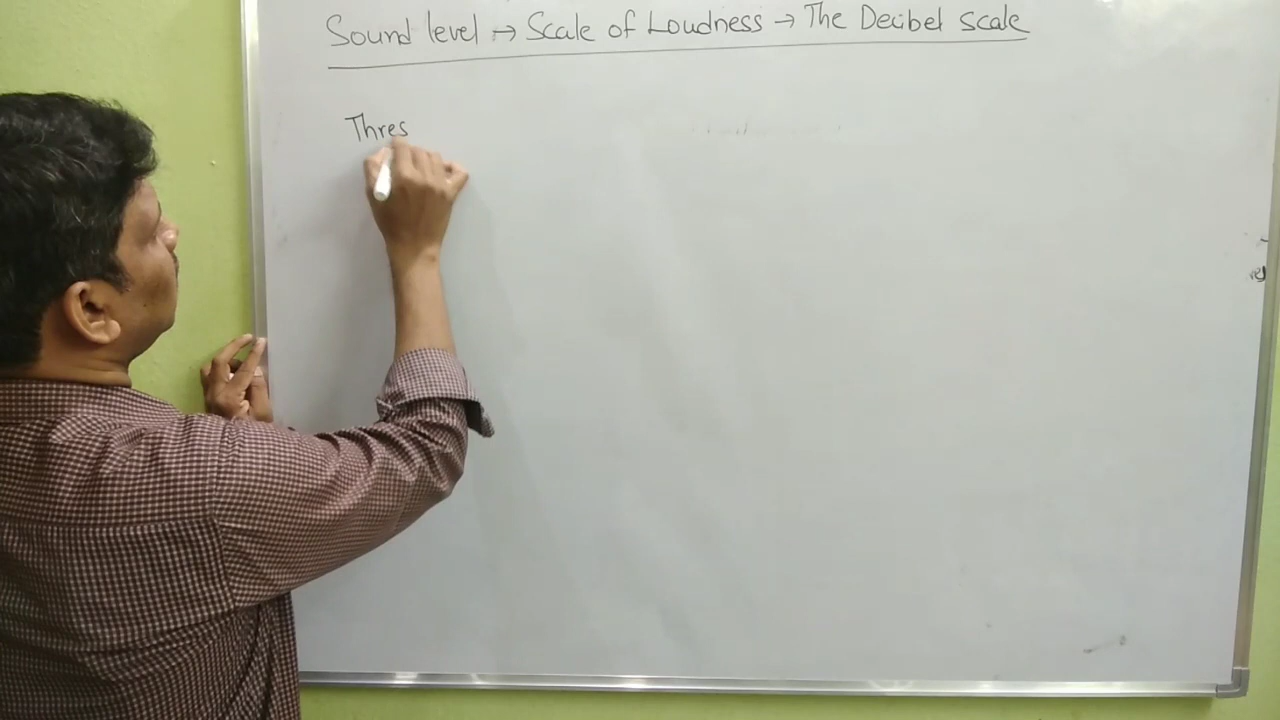 Sound level → Scale of Loudness → The Decibel scale
Thres